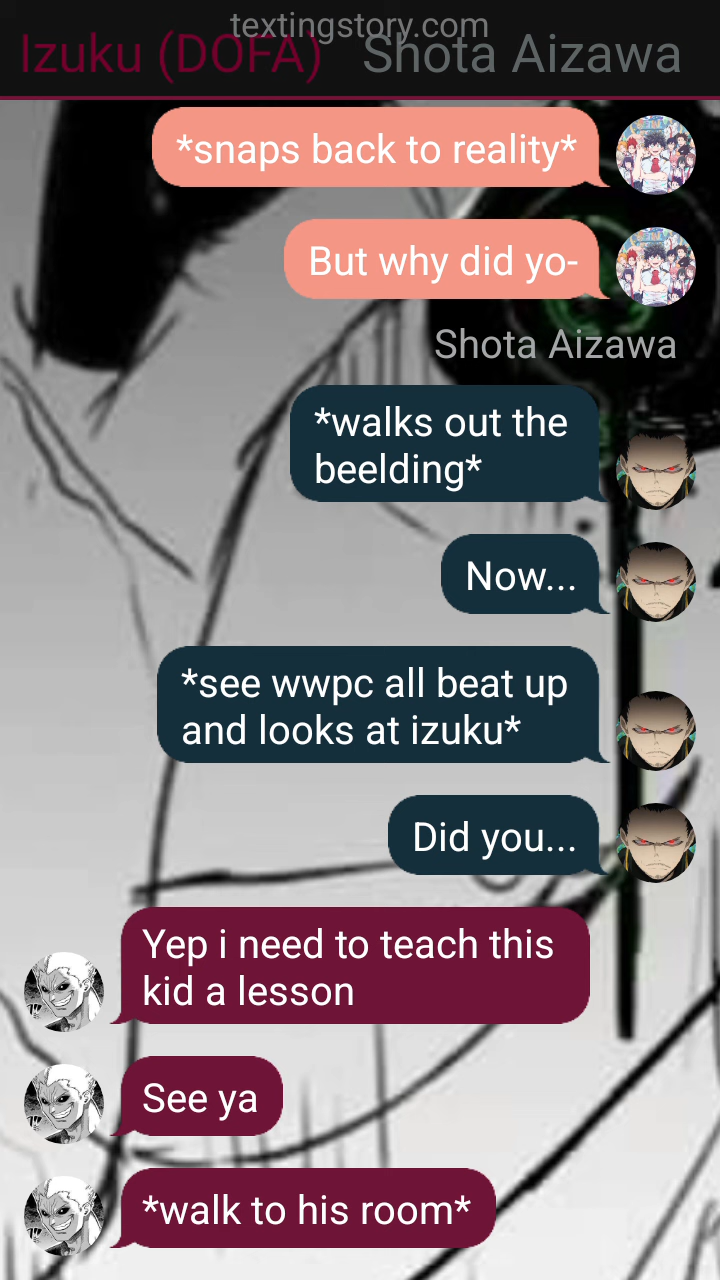 textingstory.com
Izuku (DOFA) Shota Aizawa
*snaps back to reality*
But why did yo-
Shota Aizawa
*walks out the
beelding*
Now...
*see wwpc all beat up
and looks at izuku*
Did you...
Yep i need to teach this
kid a lesson
See ya
*walk to his room*